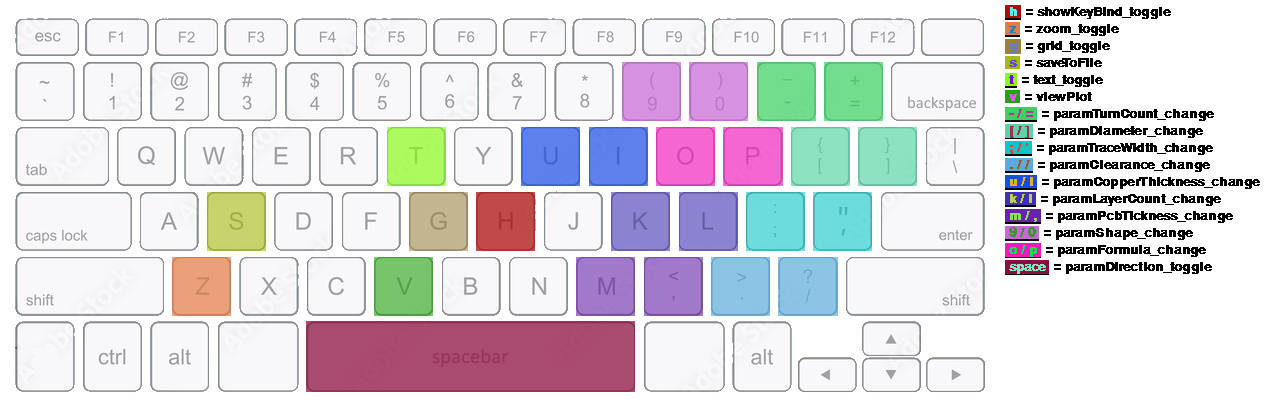 esc F1 F2 F3 F4 F5 F6 F7 F8 F9 F10 F11 F12
~ ! @ # $ % ^ & * ( ) _ +
` 1 2 3 4 5 6 7 8 9 0 - = backspace
tab Q W E R T Y U I O P { } |
[ ] \
caps lock A S D F G H J K L : " enter
; ,
shift Z X C V B N M < > ? shift
, . /
ctrl alt spacebar alt
h = showKeyBind_toggle
z = zoom_toggle
g = grid_toggle
s = saveToFile
t = text_toggle
v = viewPlot
- / = = paramTurnCount_change
[ / ] = paramDiameter_change
; / ' = paramTraceWidth_change
. / / = paramClearance_change
u / i = paramCopperThickness_change
k / l = paramLayerCount_change
m / , = paramPcbTickness_change
9 / 0 = paramShape_change
o / p = paramFormula_change
space = paramDirection_toggle